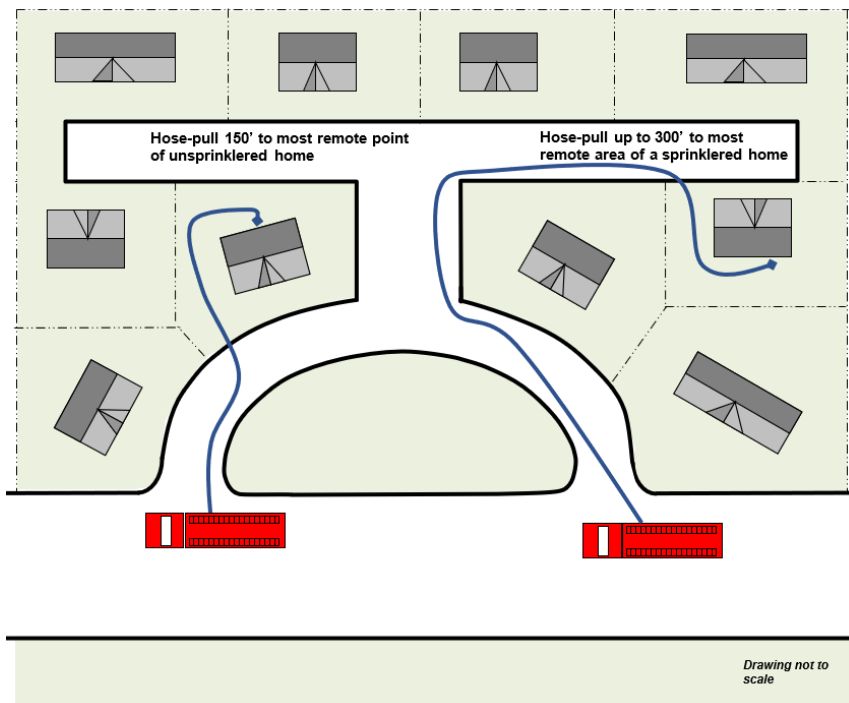 Hose-pull 150' to most remote point
of unsprinklered home
Hose-pull up to 300' to most
remote area of a sprinklered home
Drawing not to
scale